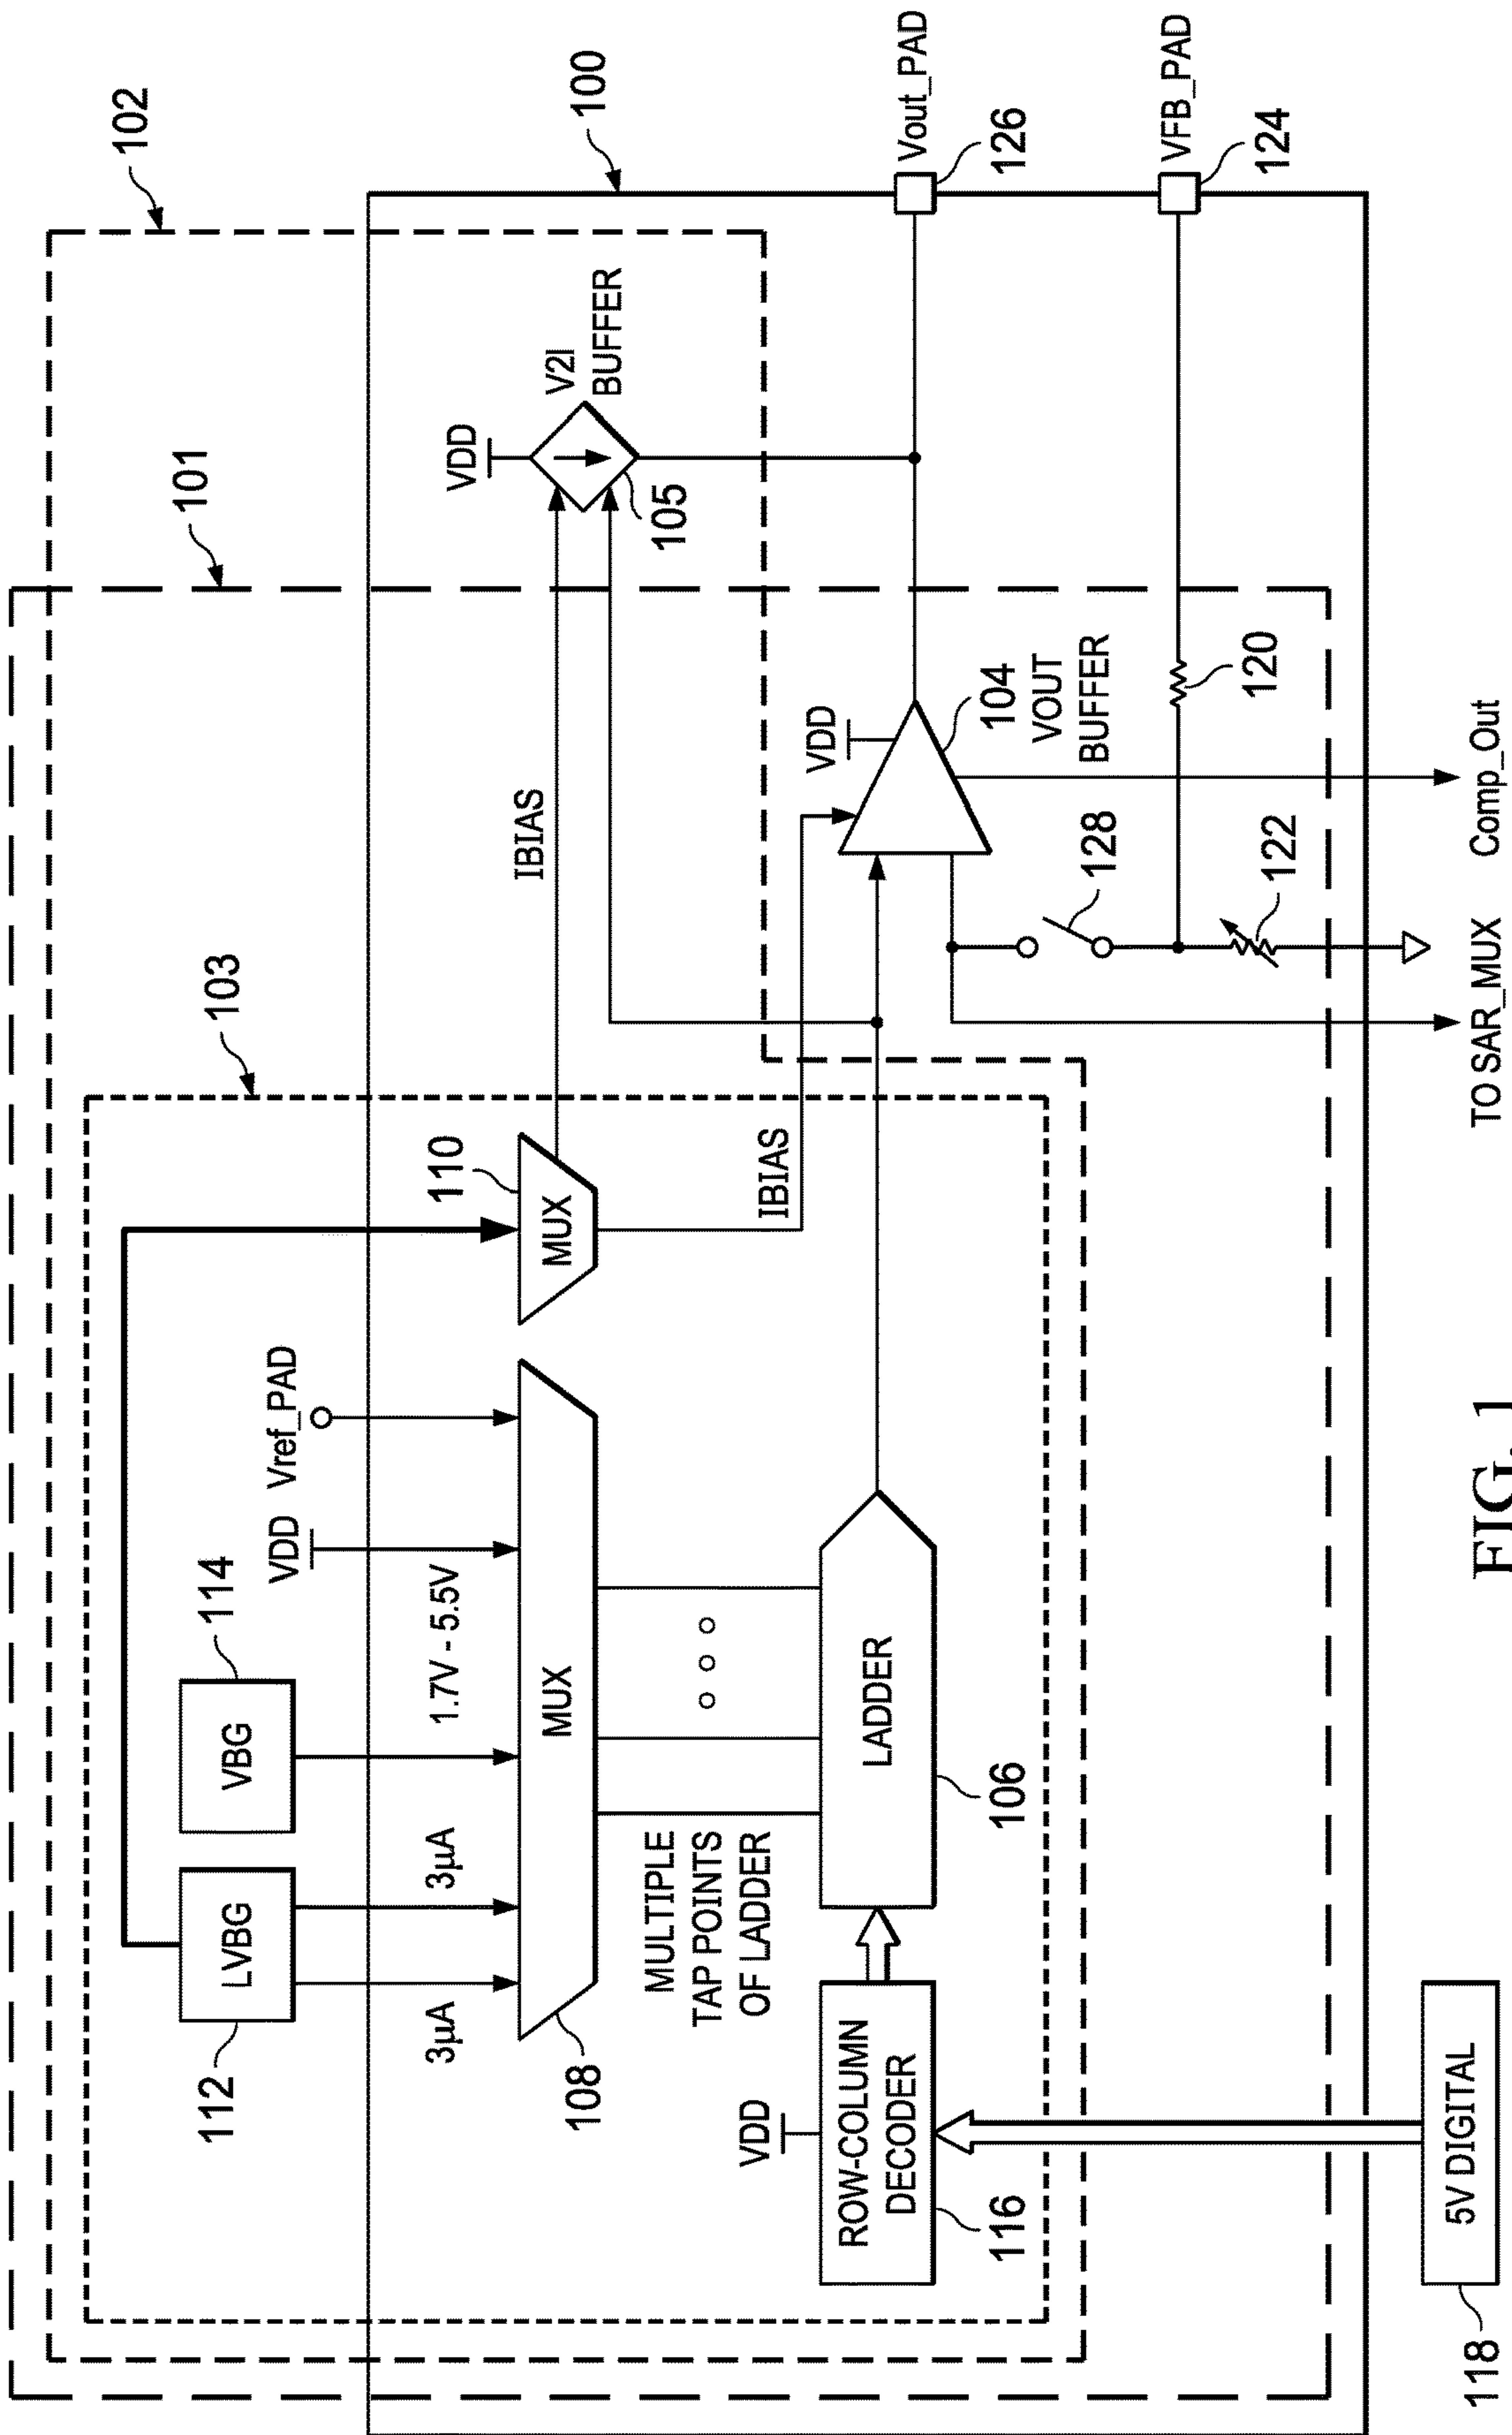 102
101
100
103
VDD
V2I
BUFFER
105
IBIAS
110
MUX
IBIAS
114
VBG
112
LVBG
VDD
Vref_PAD
3µA
3µA
1.7V - 5.5V
MUX
108
MULTIPLE
TAP POINTS
OF LADDER
VDD
ROW-COLUMN
DECODER
116
LADDER
106
VDD
104
VOUT
BUFFER
128
120
122
Vout_PAD
126
VFB_PAD
124
5V DIGITAL
118
TO SAR_MUX
Comp_Out
FIG. 1